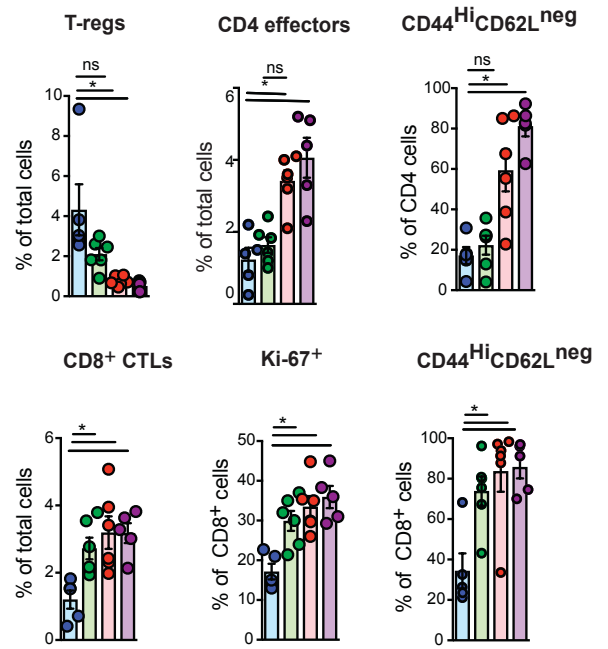 T-regs
ns
*
% of total cells
10
8
6
4
2
0
CD4 effectors
ns
*
% of total cells
6
4
2
0
CD44HiCD62Lneg
ns
*
% of CD4 cells
100
80
60
40
20
0
CD8+ CTLs
*
% of total cells
6
4
2
0
Ki-67+
*
% of CD8+ cells
50
40
30
20
10
0
CD44HiCD62Lneg
*
% of CD8+ cells
100
80
60
40
20
0